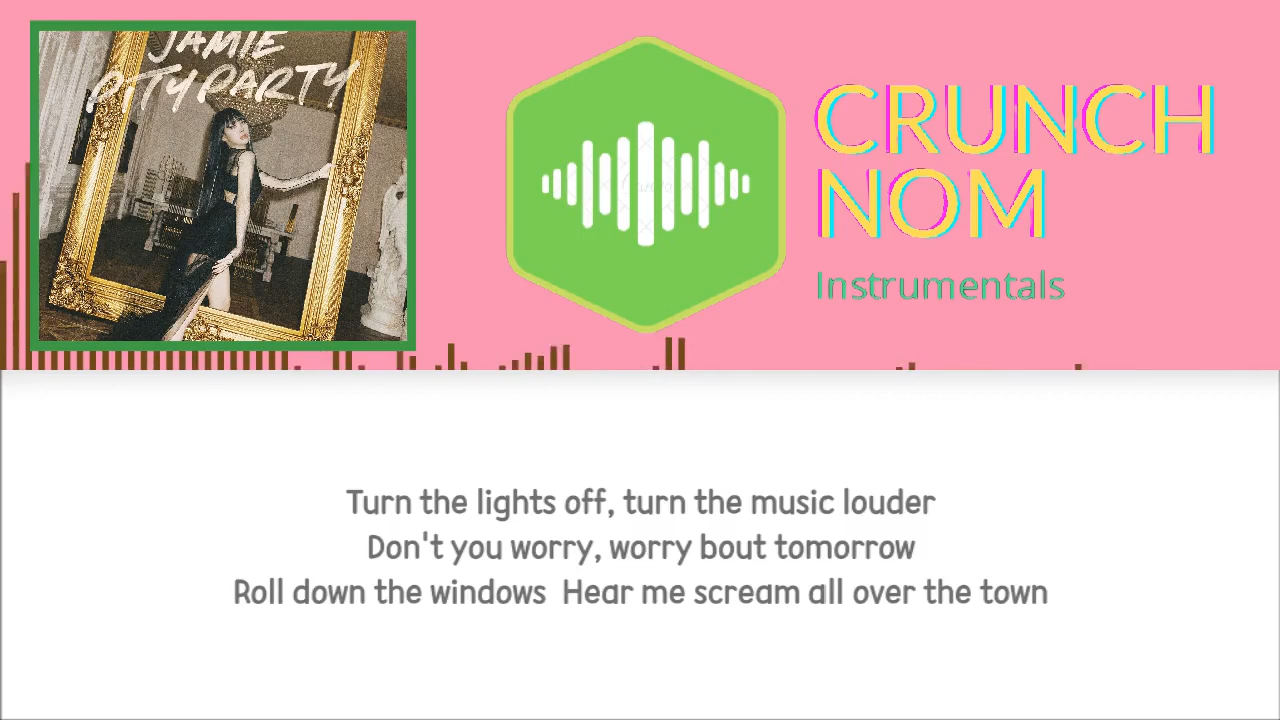 JAMIE
PITY PARTY
CRUNCH
NOM
Instrumentals
Turn the lights off, turn the music louder
Don't you worry, worry bout tomorrow
Roll down the windows  Hear me scream all over the town